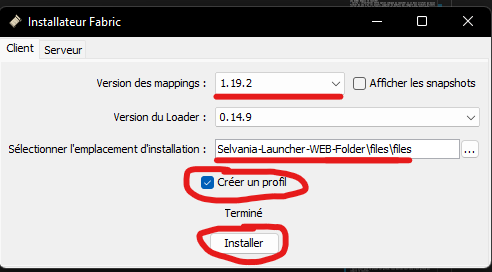 Installateur Fabric
Client Serveur
Version des mappings : 1.19.2 Afficher les snapshots
Version du Loader : 0.14.9
Sélectionner l'emplacement d'installation : Selvania-Launcher-WEB-Folder\files\files ...
Créer un profil
Terminé
Installer